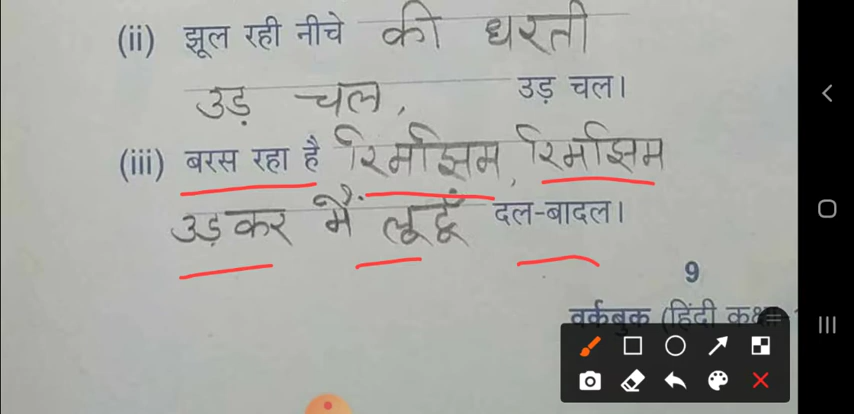 (ii) झूल रही नीचे की धरती
उड़ चल, उड़ चल।
(iii) बरस रहा है रिमझिम, रिमझिम
उड़कर मैं लूटूँ दल-बादल।
9
वर्कबुक (हिंदी कक्षा-